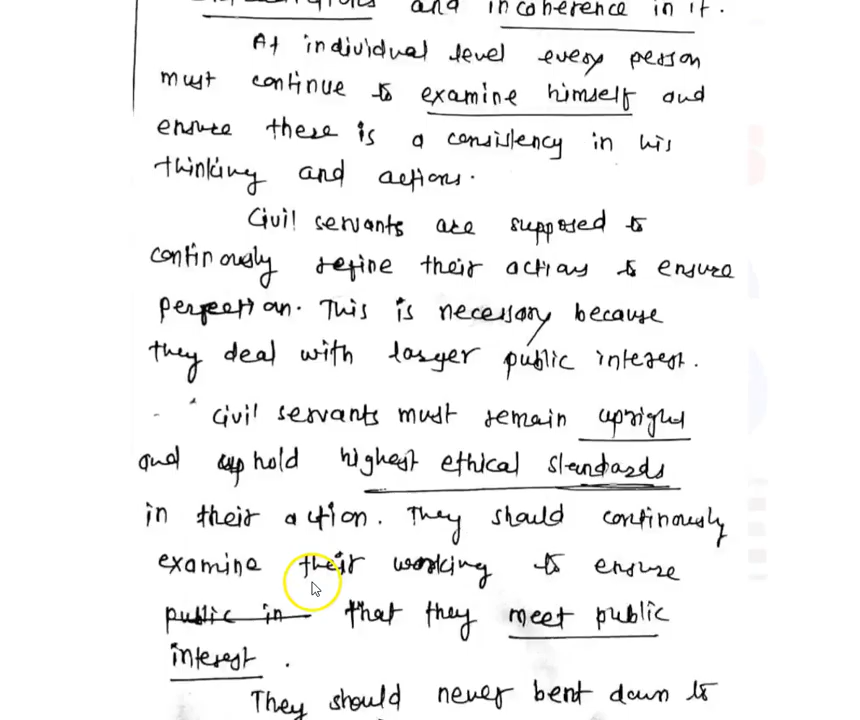 and incoherence in it.
At individual level every person
must continue to examine himself and
ensure there is a consistency in his
thinking and actions.
Civil servants are supposed to
continously refine their actions to ensure
perfection. This is necessary because
they deal with larger public interest.
Civil servants must remain upright
and uphold highest ethical standards
in their action. They should continously
examine their working to ensure
public in that they meet public
interest.
They should never bent down to